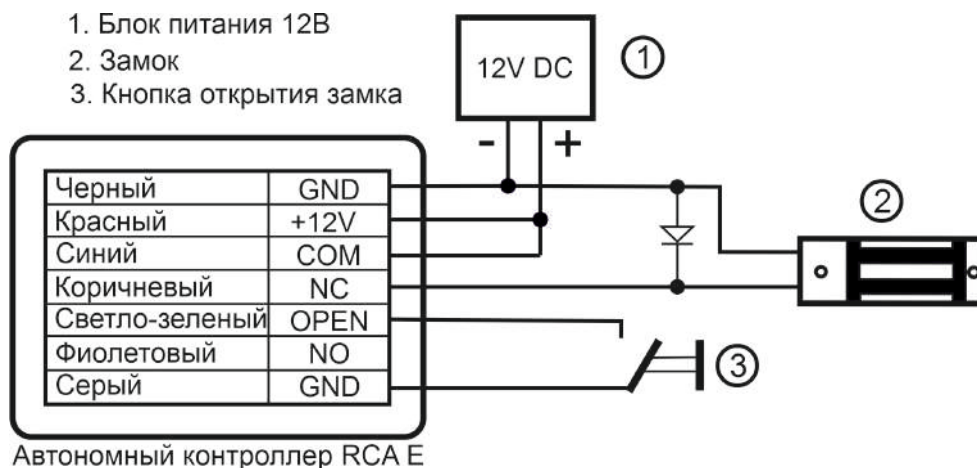 1. Блок питания 12В
2. Замок
3. Кнопка открытия замка
12V DC
1
- +
Черный GND
Красный +12V
Синий COM
Коричневый NC
Светло-зеленый OPEN
Фиолетовый NO
Серый GND
2
3
Автономный контроллер RCA E